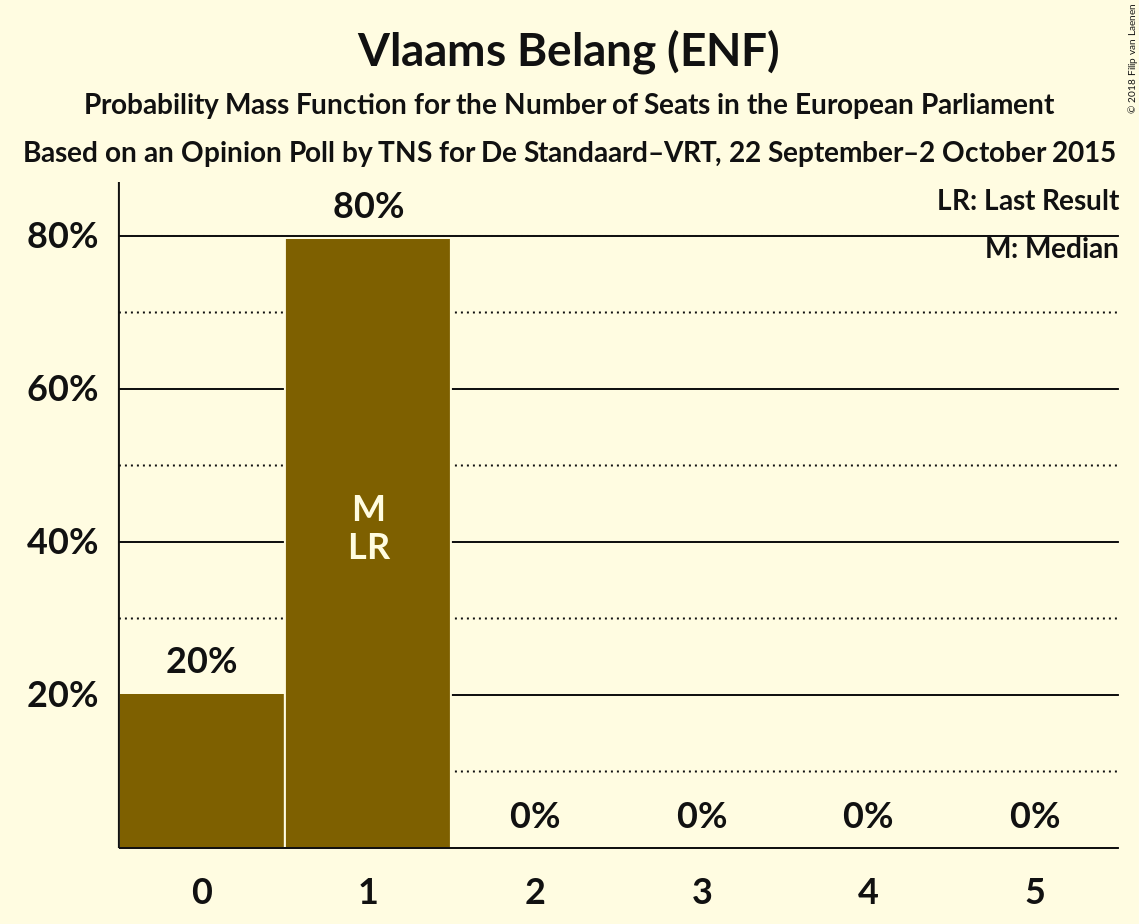 Vlaams Belang (ENF)
Probability Mass Function for the Number of Seats in the European Parliament
Based on an Opinion Poll by TNS for De Standaard–VRT, 22 September–2 October 2015
© 2018 Filip van Laenen
LR: Last Result
M: Median
80%
60%
40%
20%
20%
80%
M
LR
0%
0%
0%
0%
0
1
2
3
4
5